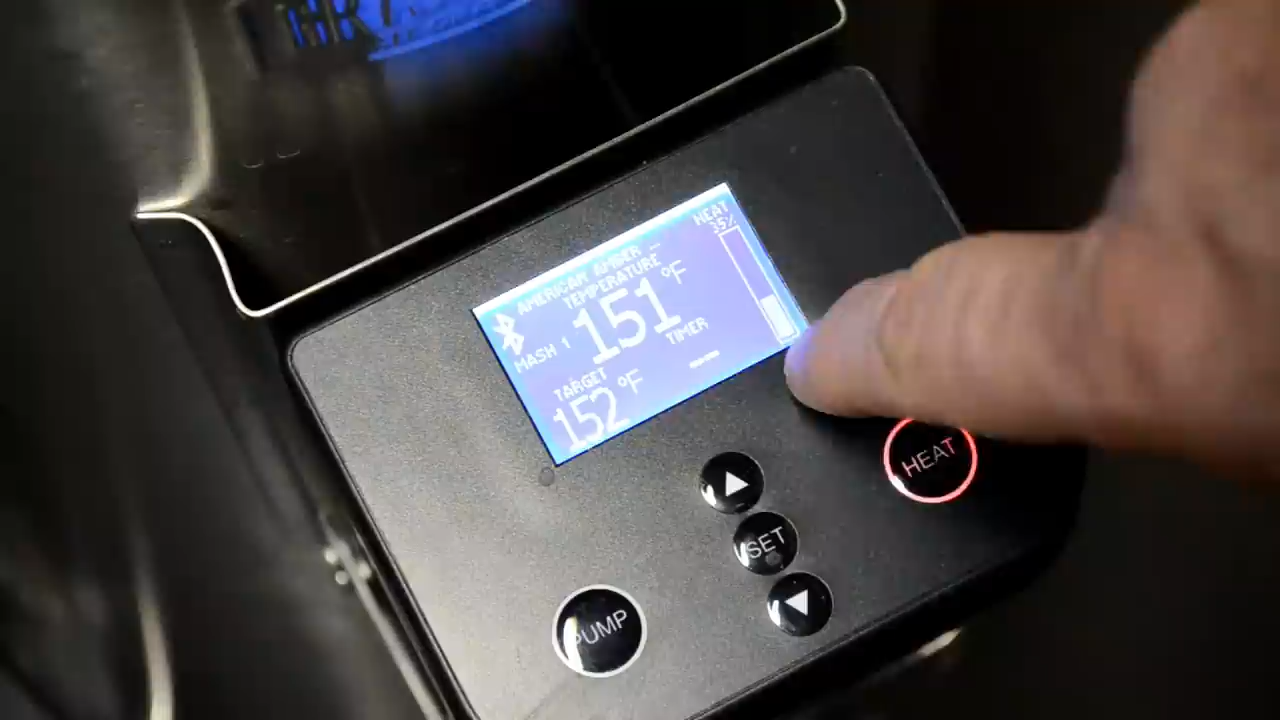 HEAT
35%
AMERICAN AMBER –
TEMPERATURE
151 °F
MASH 1
TIMER
--:--
TARGET
152 °F
HEAT
SET
PUMP